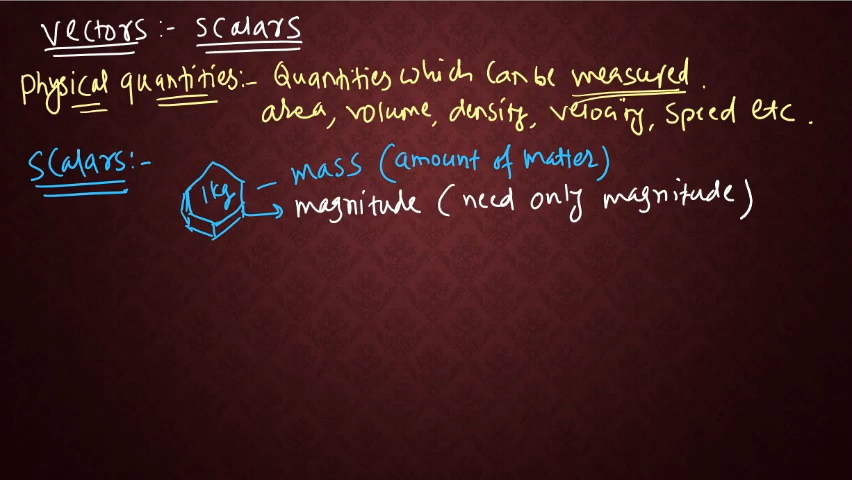 Vectors :- Scalars
Physical quantities:- Quantities which can be measured.
area, volume, density, velocity, Speed etc.
Scalars:-
1kg - mass (amount of matter)
magnitude (need only magnitude)